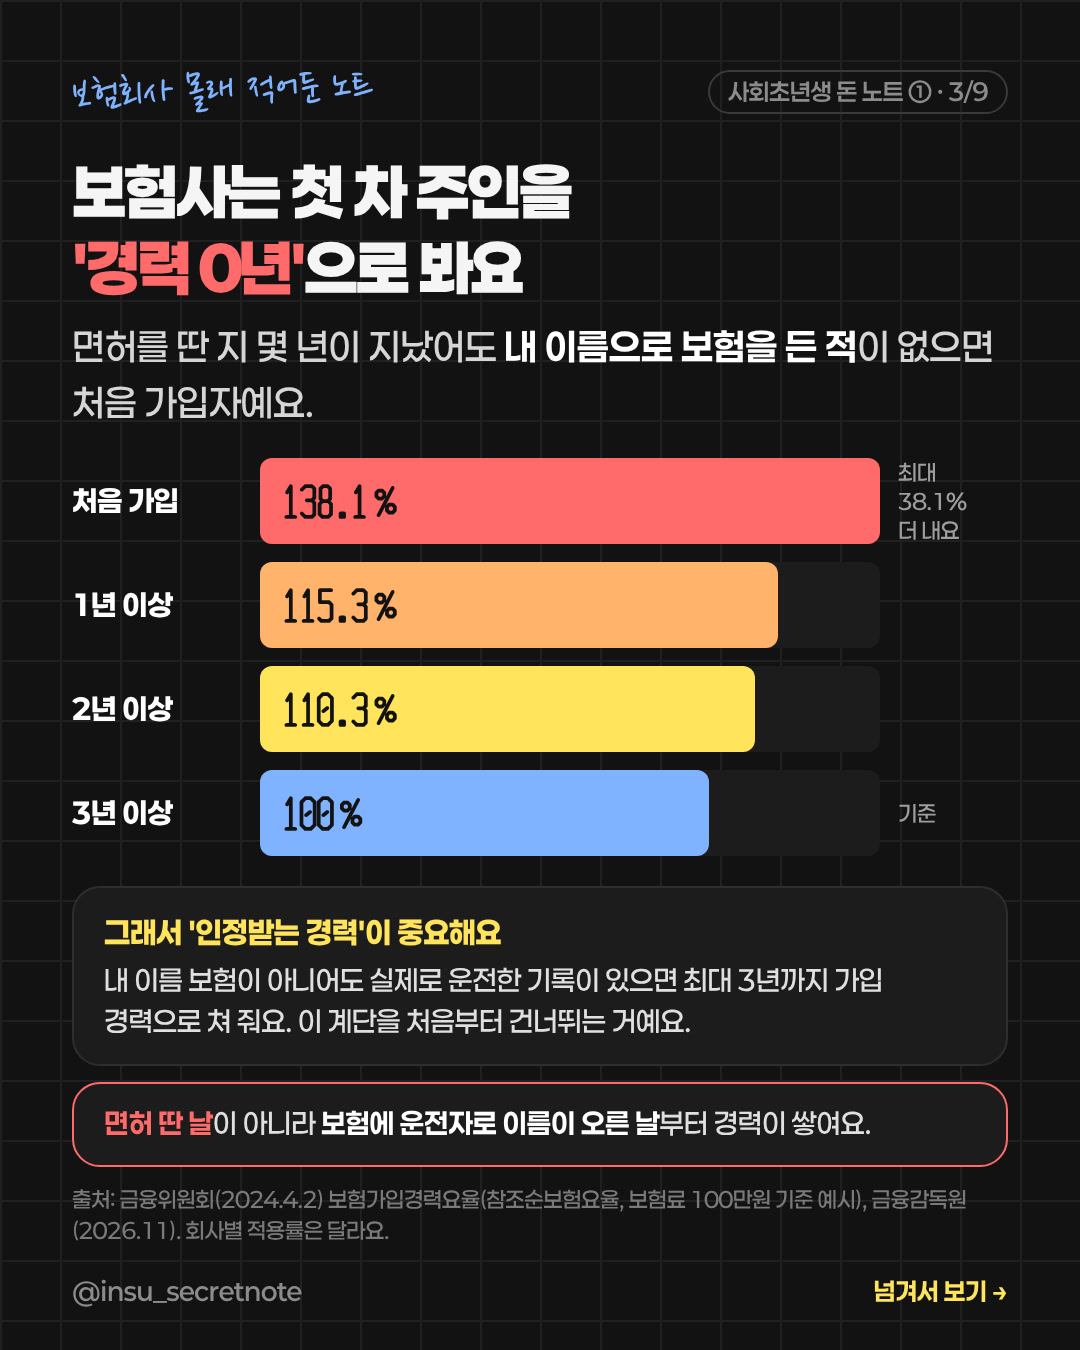 보험회사 몰래 적어둔 노트
사회초년생 돈 노트 ① · 3/9
보험사는 첫 차 주인을
'경력 0년'으로 봐요
면허를 딴 지 몇 년이 지났어도 내 이름으로 보험을 든 적이 없으면
처음 가입자예요.
처음 가입
138.1%
최대
38.1%
더 내요
1년 이상
115.3%
2년 이상
110.3%
3년 이상
100%
기준
그래서 '인정받는 경력'이 중요해요
내 이름 보험이 아니어도 실제로 운전한 기록이 있으면 최대 3년까지 가입
경력으로 쳐 줘요. 이 계단을 처음부터 건너뛰는 거예요.
면허 딴 날이 아니라 보험에 운전자로 이름이 오른 날부터 경력이 쌓여요.
출처: 금융위원회(2024.4.2) 보험가입경력요율(참조순보험요율, 보험료 100만원 기준 예시), 금융감독원
(2026.11). 회사별 적용률은 달라요.
@insu_secretnote
넘겨서 보기 →